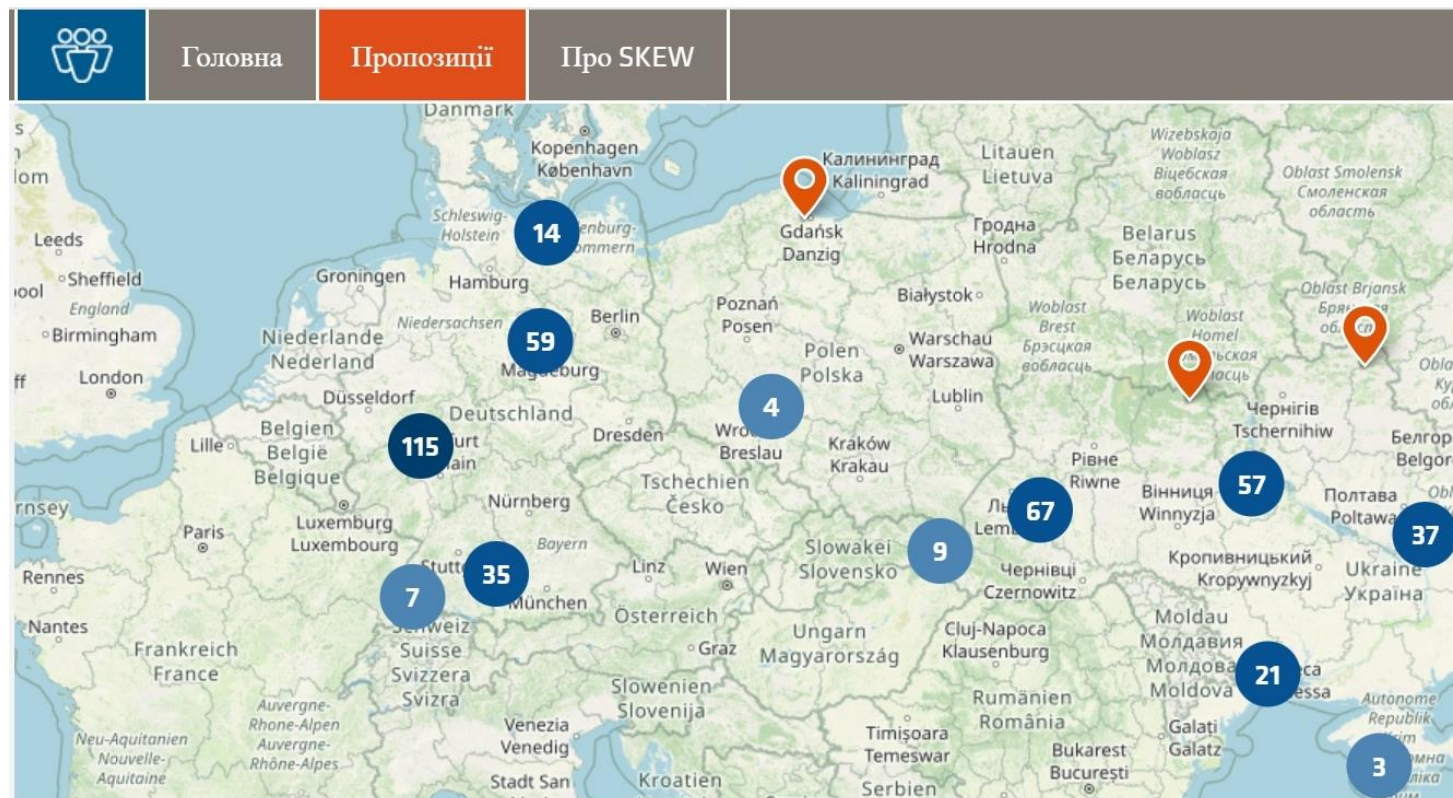 Головна
Пропозиції
Про SKEW
Danmark
Kopenhagen
København
Калининград
Kaliningrad
Litauen
Lietuva
Wizebskaja
Woblasz
Віцебская
вобласць
Oblast Smolensk
Смоленская
область
Schleswig-
Holstein
14
Gdańsk
Danzig
Гродна
Hrodna
Belarus
Беларусь
Беларусь
Leeds
Sheffield
England
Birmingham
London
Groningen
Hamburg
Niedersachsen
Berlin
Niederlande
Nederland
59
Poznań
Posen
Białystok
Woblast
Brest
Брэсцкая
вобласць
Woblast
Homel
Oblast Brjansk
Polen
Polska
Warschau
Warszawa
Lublin
Düsseldorf
Deutschland
Dresden
4
Breslau
Kraków
Krakau
Чернігів
Tschernihiw
Lille
Belgien
België
Belgique
115
Рівне
Riwne
Tschechien
Česko
Nürnberg
Luxemburg
Luxembourg
Paris
67
Вінниця
Winnyzja
57
Полтава
Poltawa
37
Bayern
Slowakei
Slovensko
9
Rennes
35
7
München
Linz
Wien
Чернівці
Czernowitz
Кропивницький
Kropywnyzkyj
Ukraine
Україна
Nantes
Österreich
Frankreich
France
Suisse
Svizzera
Svizra
Graz
Ungarn
Magyarország
Cluj-Napoca
Klausenburg
Moldau
Молдавия
Молдова
Moldova
21
Slowenien
Slovenija
Rumänien
România
Autonome
Republik
Auvergne-
Rhone-Alpen
Auvergne-
Rhône-Alpes
Neu-Aquitanien
Nouvelle-
Aquitaine
Venezia
Venedig
Timișoara
Temeswar
Galați
Galatz
Bukarest
București
3
Stadt San
Kroatien
Serbien